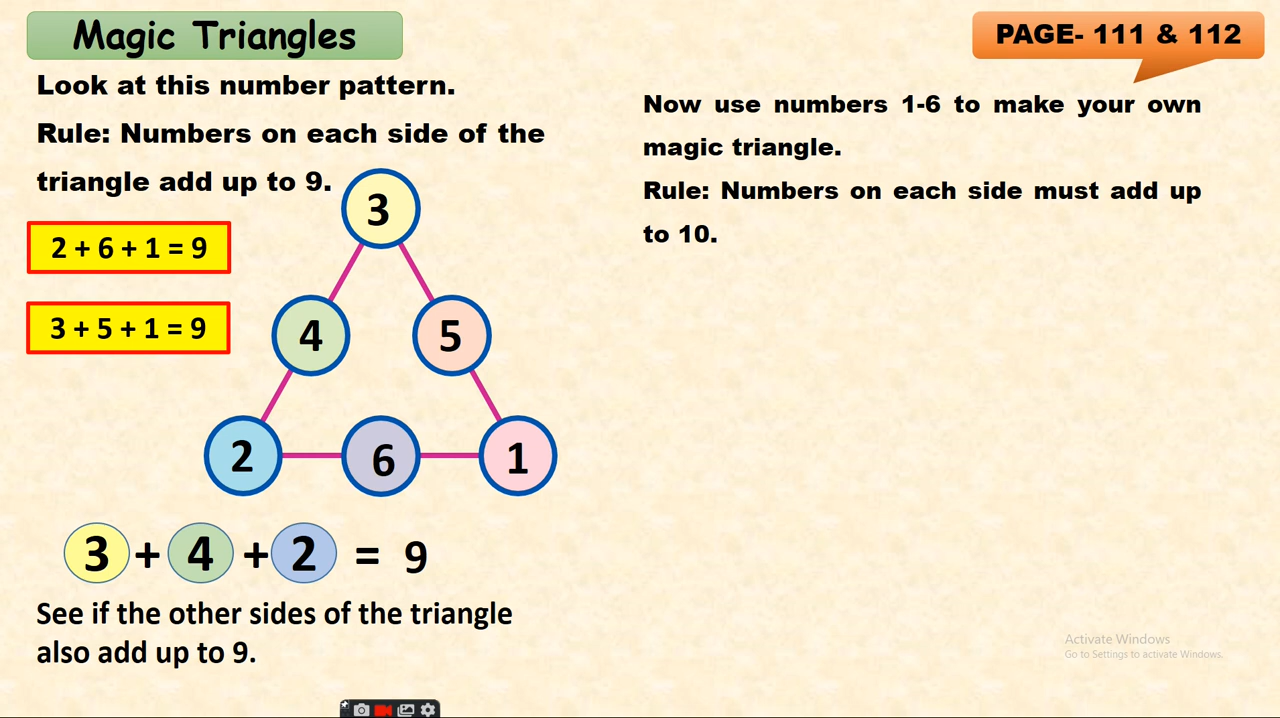 Magic Triangles
PAGE- 111 & 112
Look at this number pattern.
Rule: Numbers on each side of the
triangle add up to 9.
2 + 6 + 1 = 9
3 + 5 + 1 = 9
3
4 5
2 6 1
3 + 4 + 2 = 9
See if the other sides of the triangle
also add up to 9.
Now use numbers 1-6 to make your own
magic triangle.
Rule: Numbers on each side must add up
to 10.
Activate Windows
Go to Settings to activate Windows.